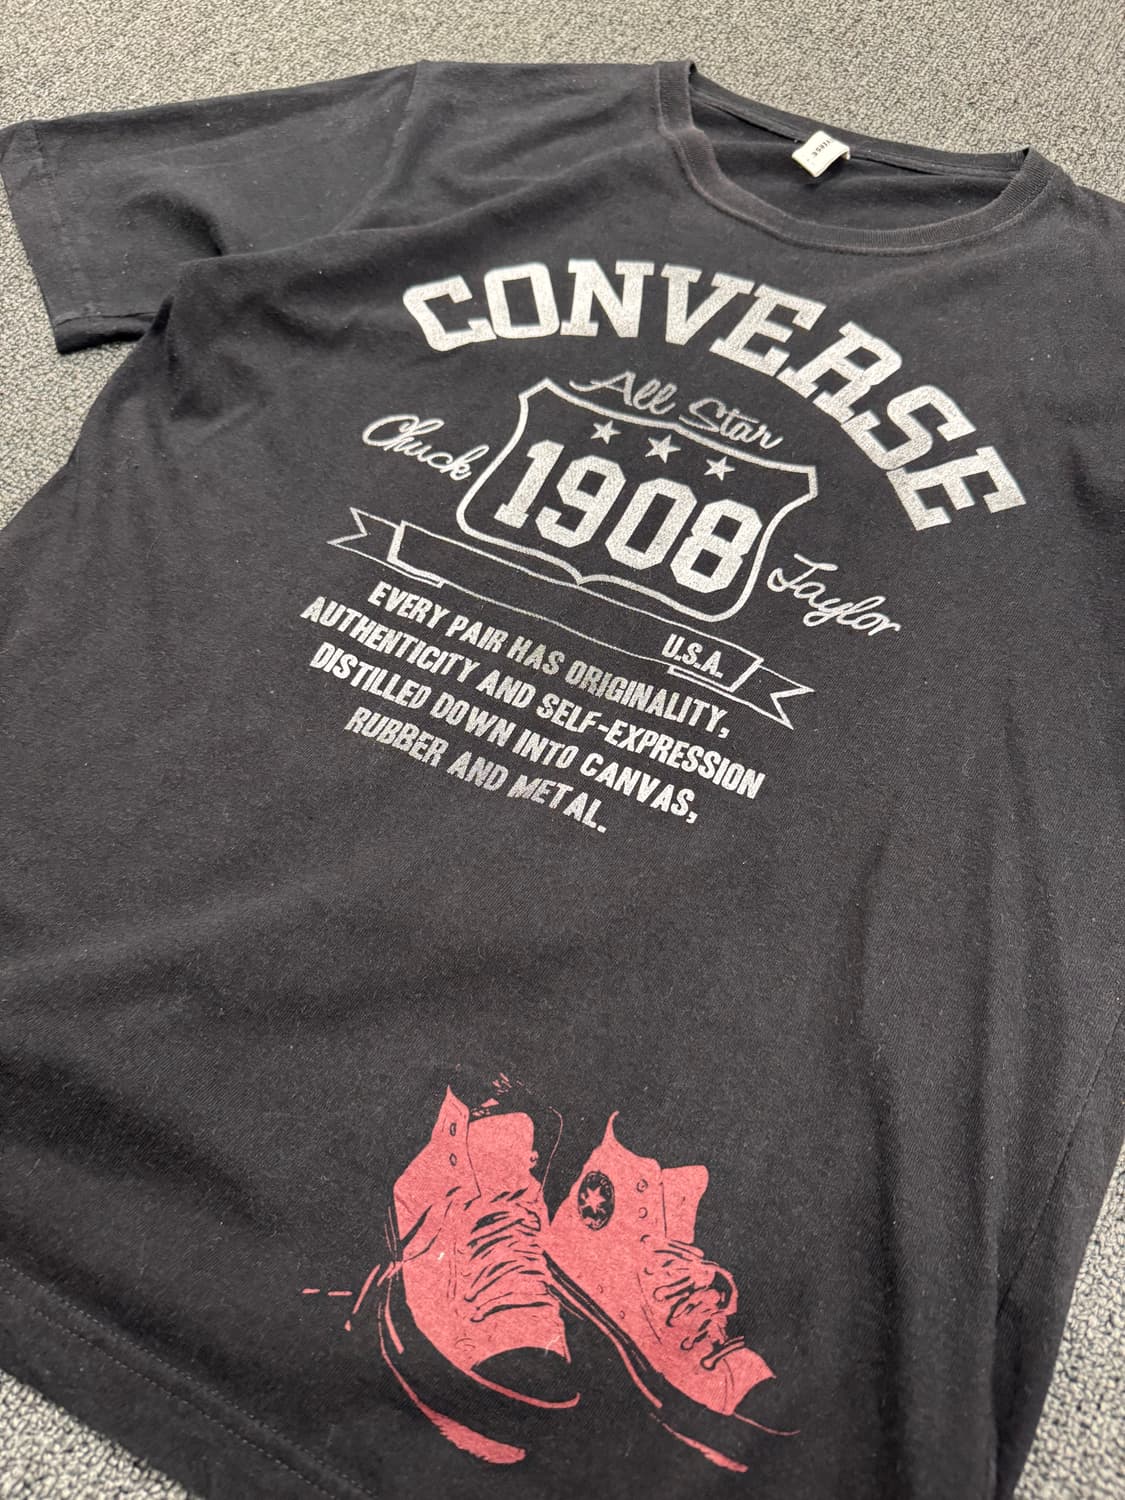 CONVERSE
All Star
Chuck
1908
Taylor
U.S.A.
EVERY PAIR HAS ORIGINALITY,
AUTHENTICITY AND SELF-EXPRESSION
DISTILLED DOWN INTO CANVAS,
RUBBER AND METAL.